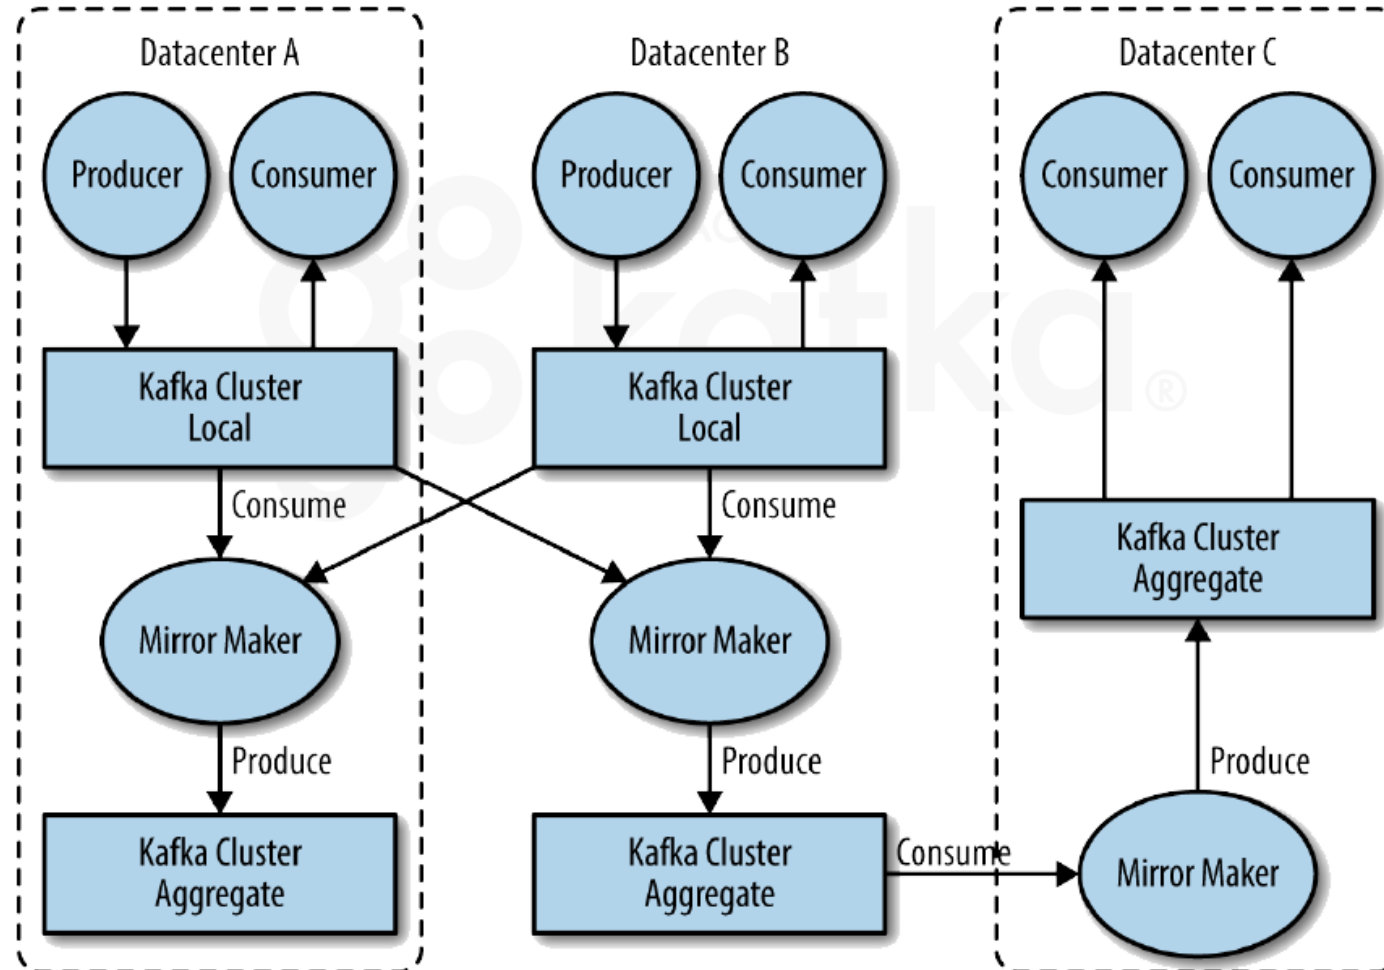 Datacenter A
Datacenter B
Datacenter C
Producer
Consumer
Producer
Consumer
Consumer
Consumer
kafka
®
Kafka Cluster
Local
Kafka Cluster
Local
Consume
Consume
Kafka Cluster
Aggregate
Mirror Maker
Mirror Maker
Produce
Produce
Produce
Kafka Cluster
Aggregate
Kafka Cluster
Aggregate
Consume
Mirror Maker